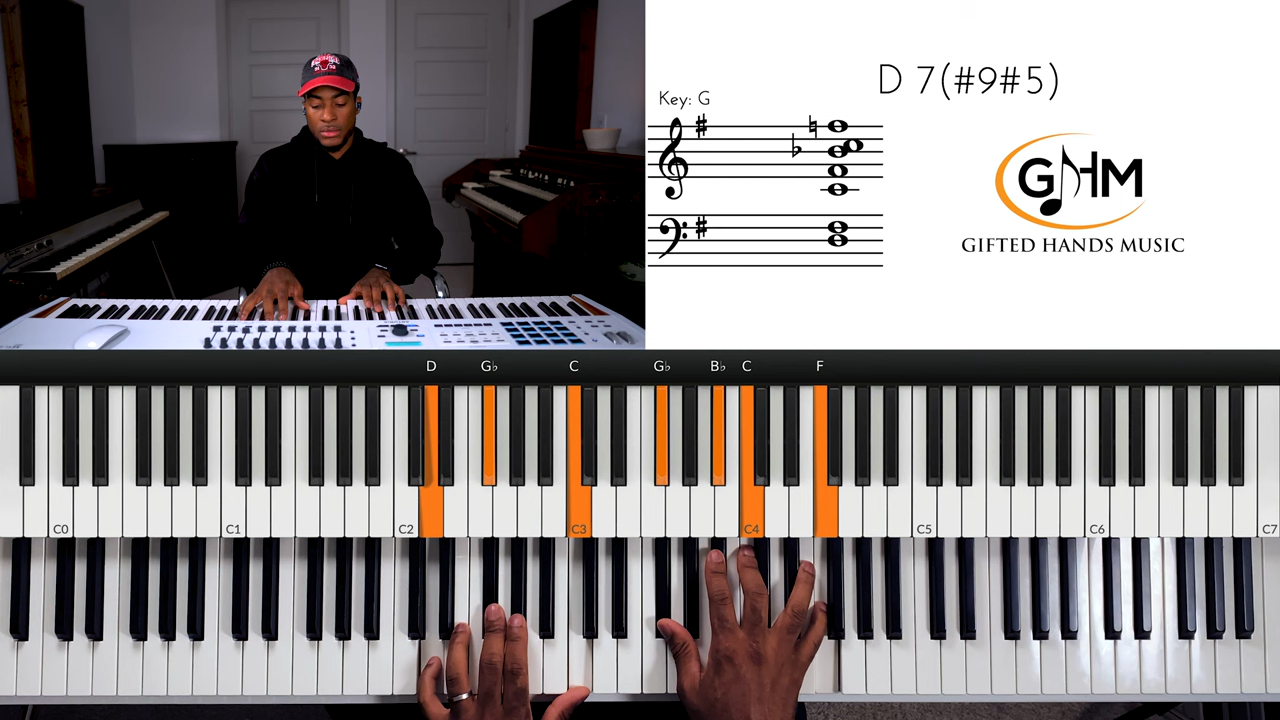 D 7(#9#5)
Key: G
GHM
GIFTED HANDS MUSIC
D G♭ C G♭ B♭ C F
C0 C1 C2 C3 C4 C5 C6 C7